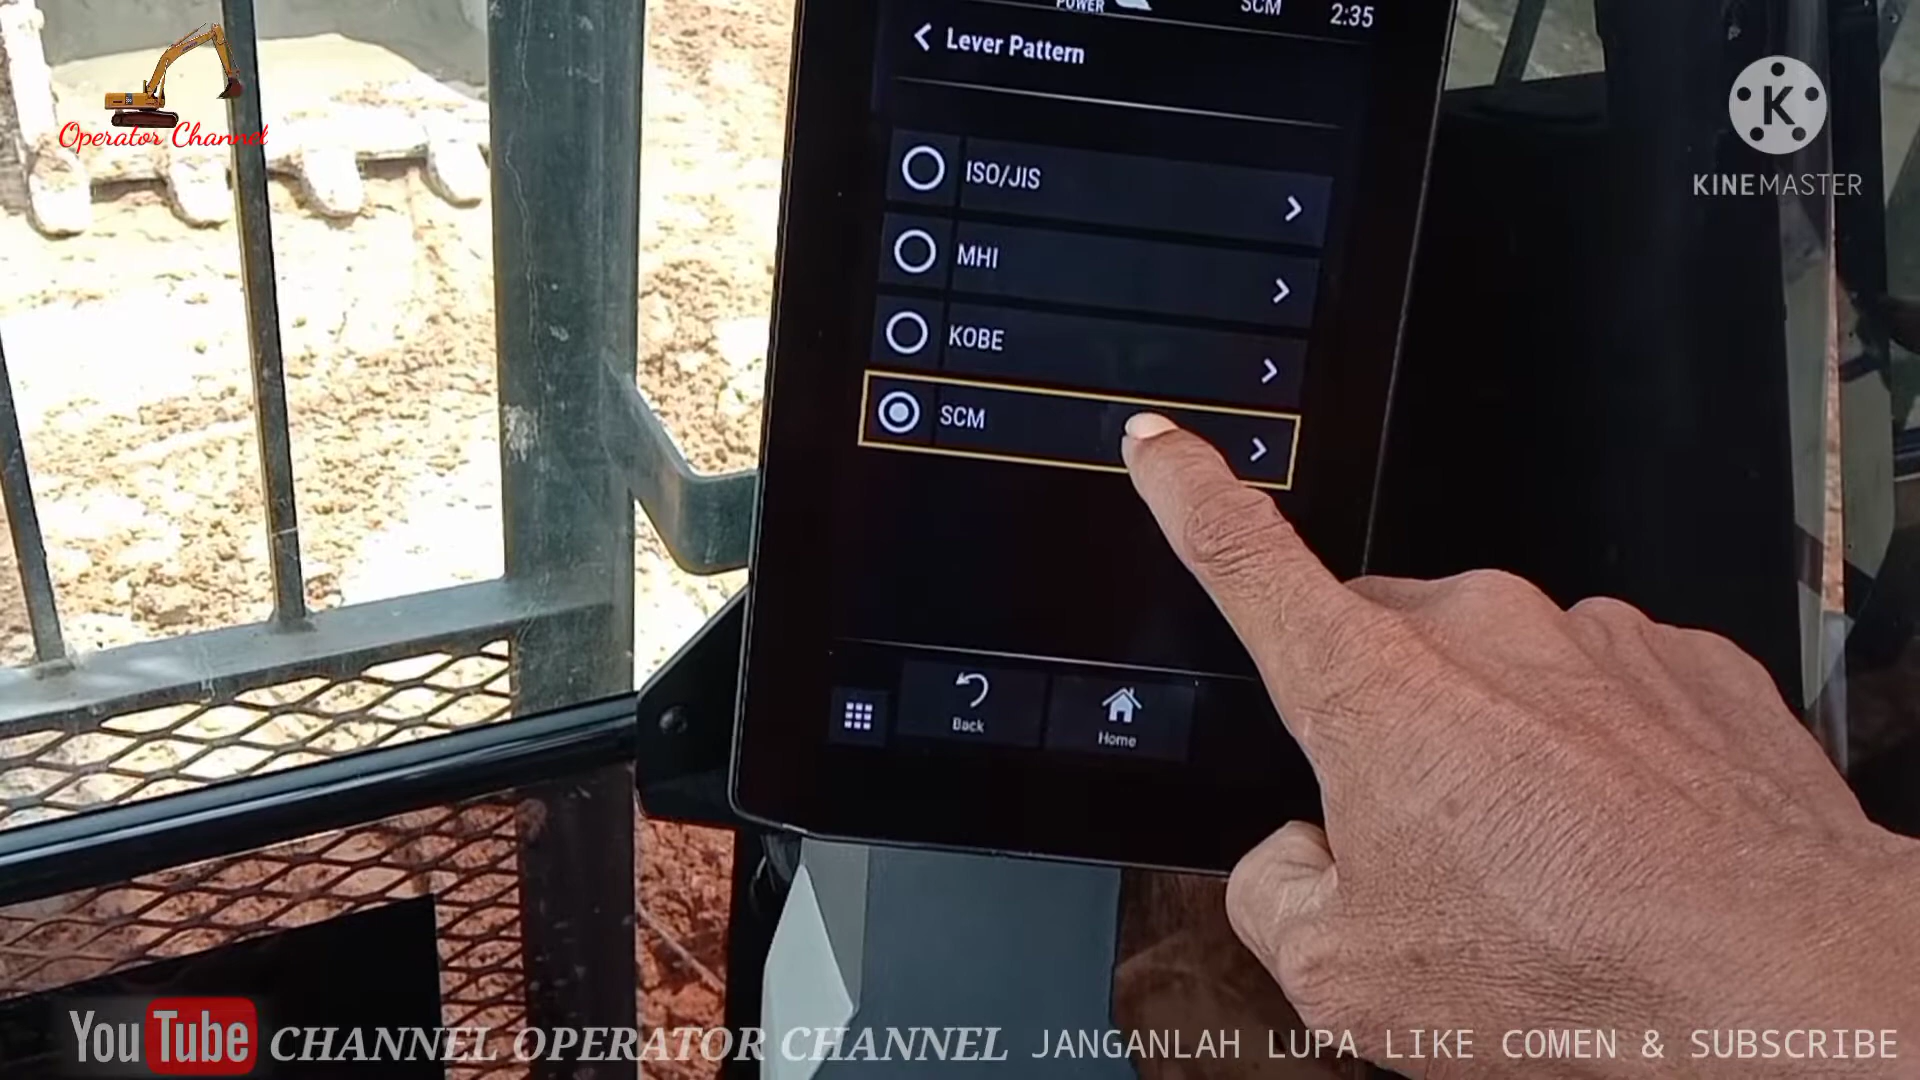 POWER
SCM
2:35
Lever Pattern
ISO/JIS
MHI
KOBE
SCM
Back
Home
Operator Channel
K
KINEMASTER
YouTube CHANNEL OPERATOR CHANNEL JANGANLAH LUPA LIKE COMEN & SUBSCRIBE